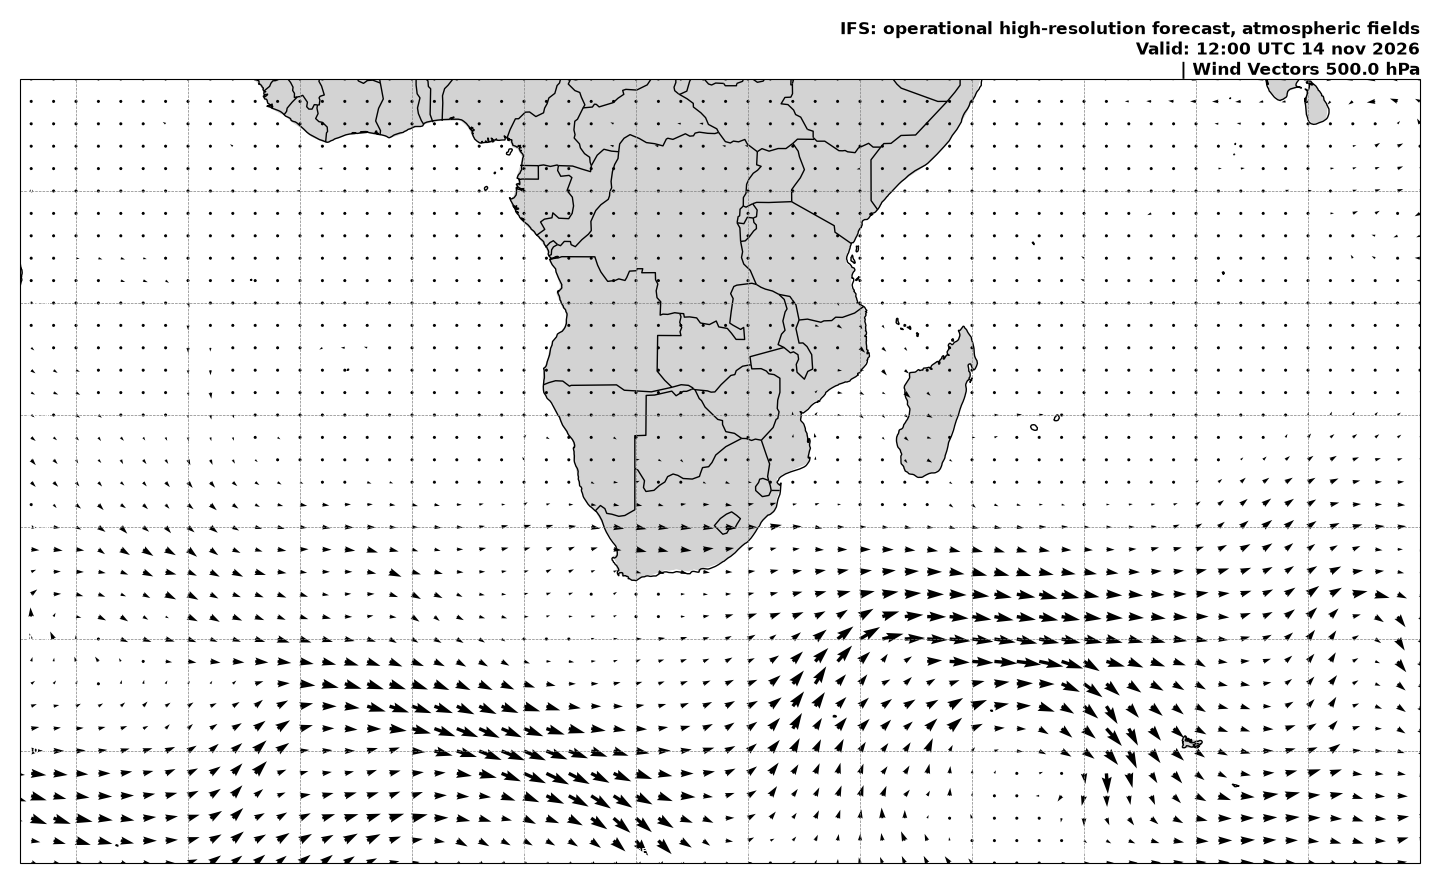 IFS: operational high-resolution forecast, atmospheric fields
Valid: 12:00 UTC 14 nov 2026
| Wind Vectors 500.0 hPa